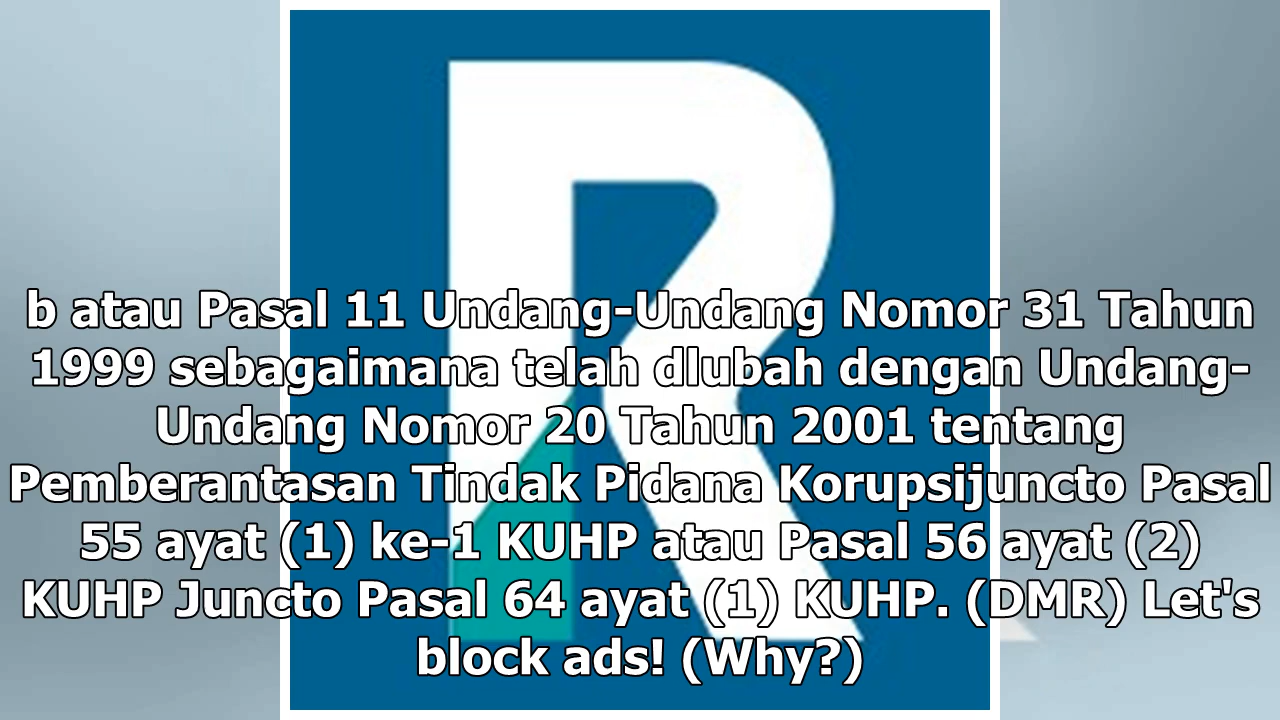 R
b atau Pasal 11 Undang-Undang Nomor 31 Tahun
1999 sebagaimana telah dlubah dengan Undang-
Undang Nomor 20 Tahun 2001 tentang
Pemberantasan Tindak Pidana Korupsijuncto Pasal
55 ayat (1) ke-1 KUHP atau Pasal 56 ayat (2)
KUHP Juncto Pasal 64 ayat (1) KUHP. (DMR) Let's
block ads! (Why?)